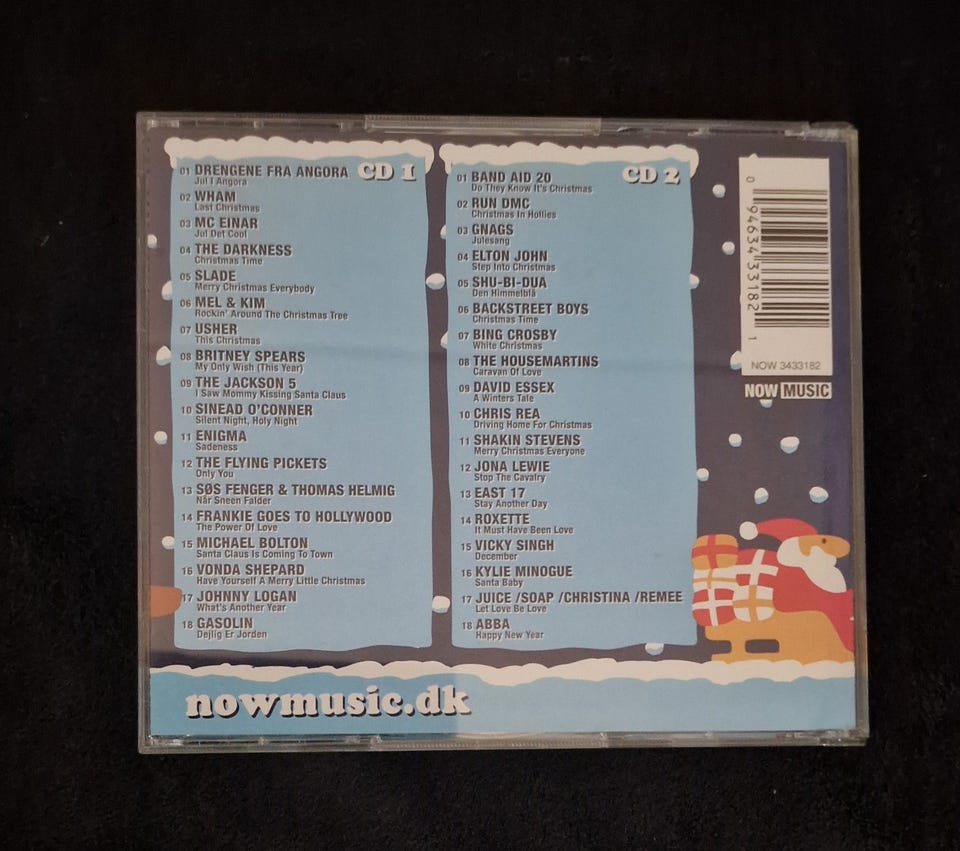 CD 1
01 DRENGENE FRA ANGORA
Jul I Angora
02 WHAM
Last Christmas
03 MC EINAR
Jul Det Cool
04 THE DARKNESS
Christmas Time
05 SLADE
Merry Christmas Everybody
06 MEL & KIM
Rockin' Around The Christmas Tree
07 USHER
This Christmas
08 BRITNEY SPEARS
My Only Wish (This Year)
09 THE JACKSON 5
I Saw Mommy Kissing Santa Claus
10 SINEAD O'CONNER
Silent Night, Holy Night
11 ENIGMA
Sadeness
12 THE FLYING PICKETS
Only You
13 SØS FENGER & THOMAS HELMIG
Når Sneen Falder
14 FRANKIE GOES TO HOLLYWOOD
The Power Of Love
15 MICHAEL BOLTON
Santa Claus Is Coming To Town
16 VONDA SHEPARD
Have Yourself A Merry Little Christmas
17 JOHNNY LOGAN
What's Another Year
18 GASOLIN
Dejlig Er Jorden
CD 2
01 BAND AID 20
Do They Know It's Christmas
02 RUN DMC
Christmas In Hollies
03 GNAGS
Julesang
04 ELTON JOHN
Step Into Christmas
05 SHU-BI-DUA
Den Himmelblå
06 BACKSTREET BOYS
Christmas Time
07 BING CROSBY
White Christmas
08 THE HOUSEMARTINS
Caravan Of Love
09 DAVID ESSEX
A Winters Tale
10 CHRIS REA
Driving Home For Christmas
11 SHAKIN STEVENS
Merry Christmas Everyone
12 JONA LEWIE
Stop The Cavalry
13 EAST 17
Stay Another Day
14 ROXETTE
It Must Have Been Love
15 VICKY SINGH
December
16 KYLIE MINOGUE
Santa Baby
17 JUICE /SOAP /CHRISTINA /REMEE
Let Love Be Love
18 ABBA
Happy New Year
0 94634 33182 1
NOW 3433182
NOW MUSIC
nowmusic.dk